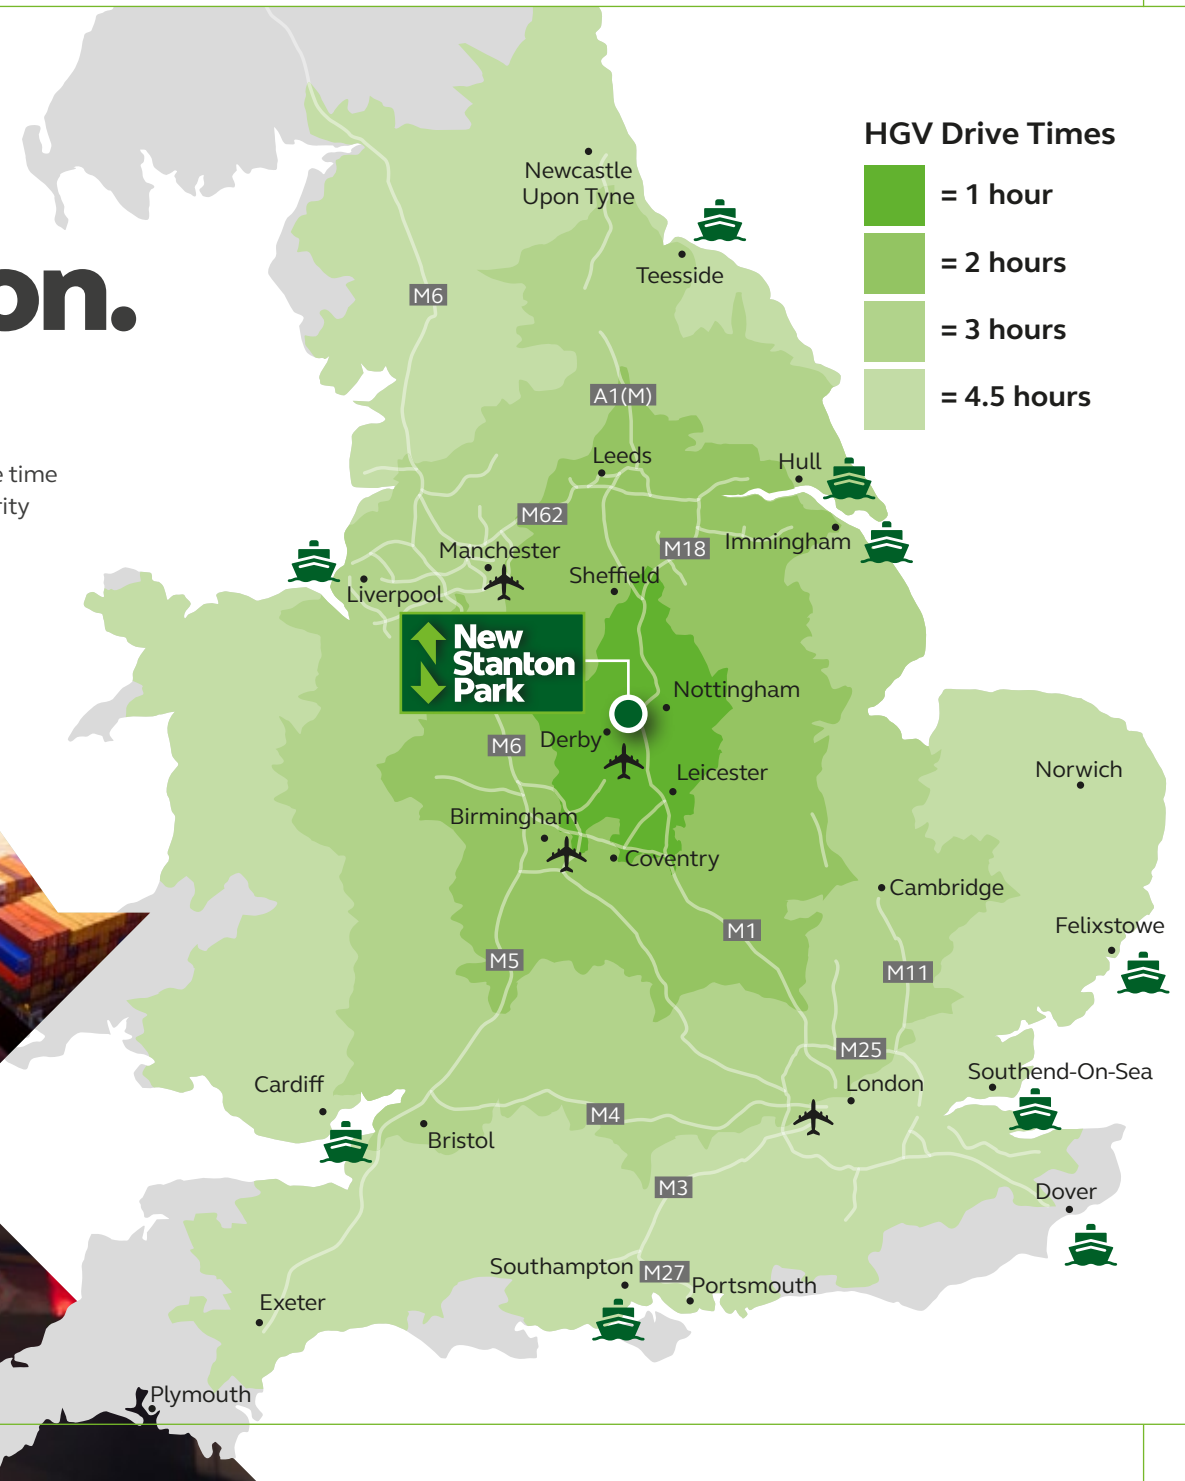 HGV Drive Times
= 1 hour
= 2 hours
= 3 hours
= 4.5 hours
on.
time
Newcastle
Upon Tyne
Teesside
M6
A1(M)
Leeds
Hull
M62
M18
Immingham
Manchester
Sheffield
Liverpool
New
Stanton
Park
Nottingham
M6
Derby
Leicester
Norwich
Birmingham
Coventry
Cambridge
Felixstowe
M1
M5
M11
M25
Southend-On-Sea
Cardiff
London
M4
Bristol
M3
Dover
Southampton
M27
Portsmouth
Exeter
Plymouth